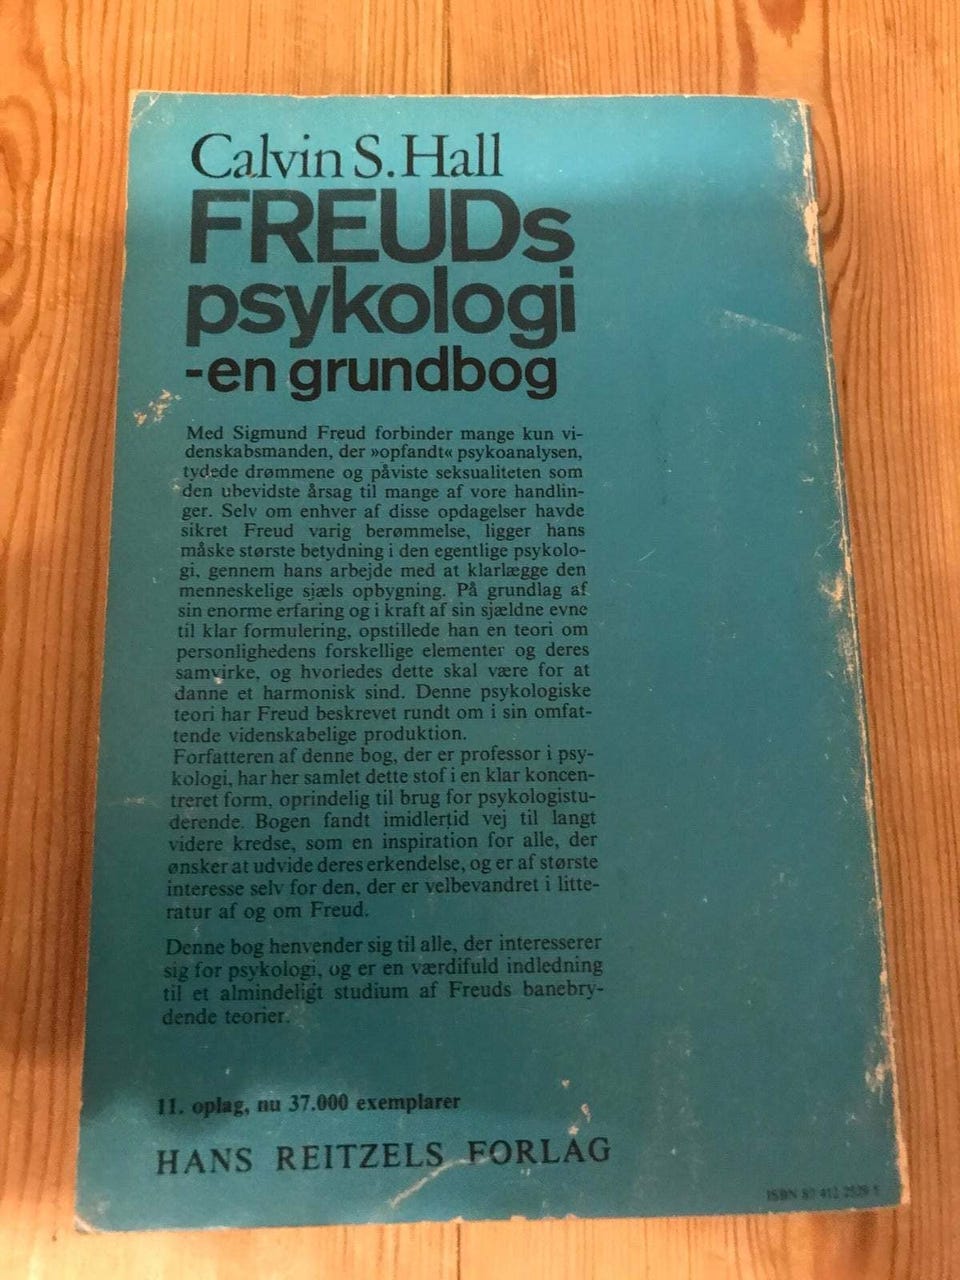 Calvin S. Hall
FREUDs
psykologi
-en grundbog
Med Sigmund Freud forbinder mange kun vi-
denskabsmanden, der »opfandt« psykoanalysen,
tydede drømmene og påviste seksualiteten som
den ubevidste årsag til mange af vore handlin-
ger. Selv om enhver af disse opdagelser havde
sikret Freud varig berømmelse, ligger hans
måske største betydning i den egentlige psykolo-
gi, gennem hans arbejde med at klarlægge den
menneskelige sjæls opbygning. På grundlag af
sin enorme erfaring og i kraft af sin sjældne evne
til klar formulering, opstillede han en teori om
personlighedens forskellige elementer og deres
samvirke, og hvorledes dette skal være for at
danne et harmonisk sind. Denne psykologiske
teori har Freud beskrevet rundt om i sin omfat-
tende videnskabelige produktion.
Forfatteren af denne bog, der er professor i psy-
kologi, har her samlet dette stof i en klar koncen-
treret form, oprindelig til brug for psykologistu-
derende. Bogen fandt imidlertid vej til langt
videre kredse, som en inspiration for alle, der
ønsker at udvide deres erkendelse, og er af største
interesse selv for den, der er velbevandret i litte-
ratur af og om Freud.
Denne bog henvender sig til alle, der interesserer
sig for psykologi, og er en værdifuld indledning
til et almindeligt studium af Freuds banebry-
dende teorier.
11. oplag, nu 37.000 exemplarer
HANS REITZELS FORLAG
ISBN 87 412